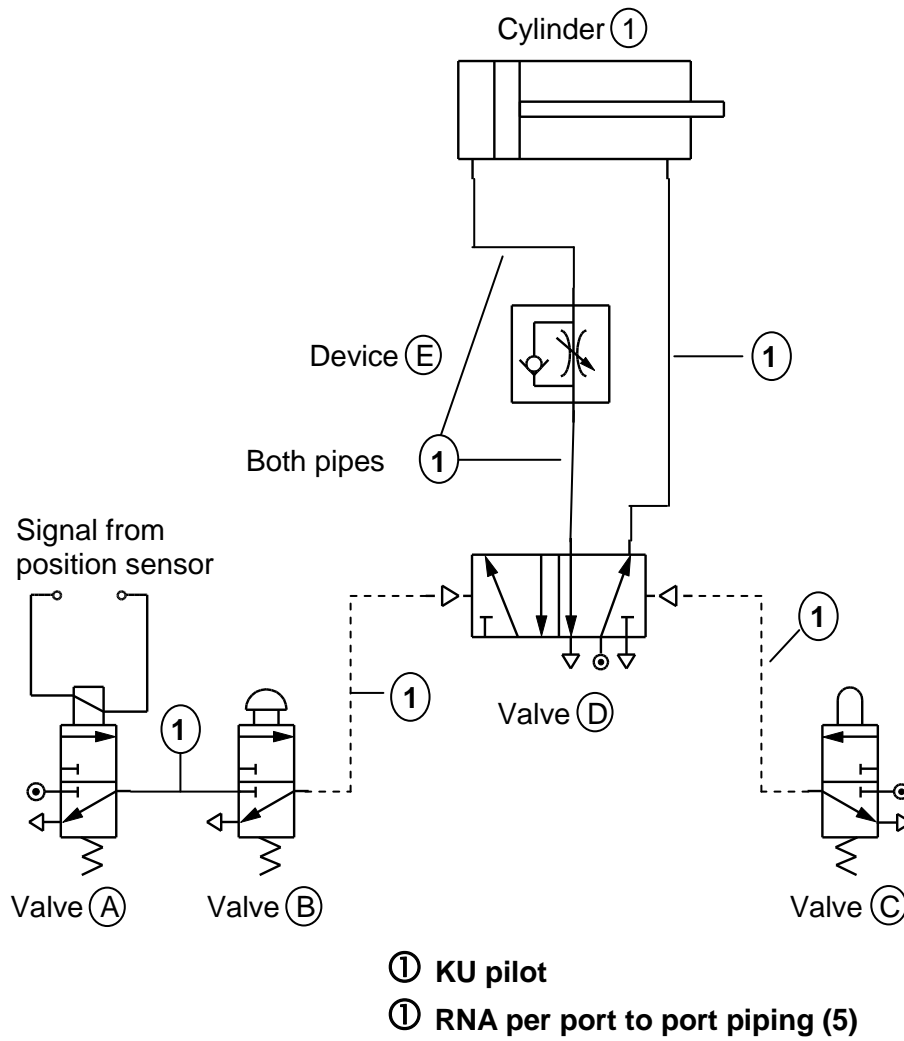 Cylinder ①
Device Ⓔ
1
Both pipes 1
Signal from
position sensor
1
1
1
Valve Ⓓ
Valve Ⓐ Valve Ⓑ Valve Ⓒ
① KU pilot
① RNA per port to port piping (5)